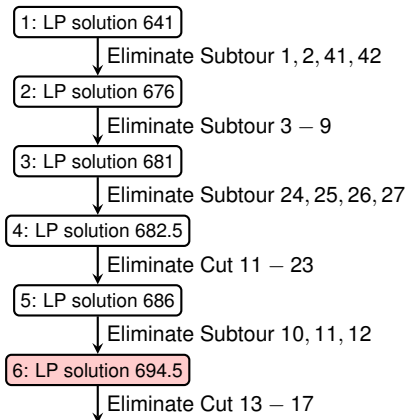 1: LP solution 641
Eliminate Subtour 1, 2, 41, 42
2: LP solution 676
Eliminate Subtour 3 − 9
3: LP solution 681
Eliminate Subtour 24, 25, 26, 27
4: LP solution 682.5
Eliminate Cut 11 − 23
5: LP solution 686
Eliminate Subtour 10, 11, 12
6: LP solution 694.5
Eliminate Cut 13 − 17